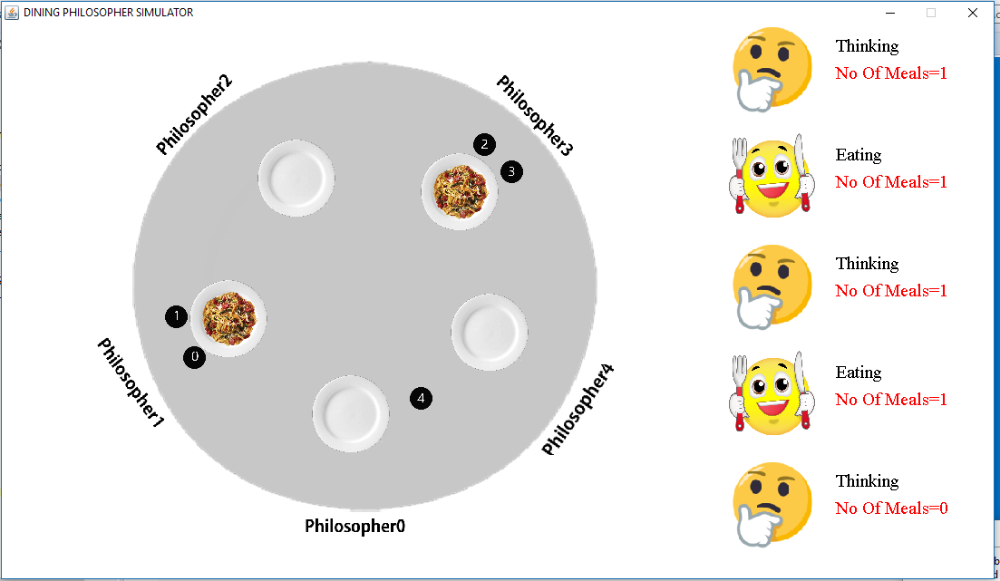 DINING PHILOSOPHER SIMULATOR
Philosopher2
Philosopher3
2
3
1
0
4
Philosopher1
Philosopher4
Philosopher0
Thinking
No Of Meals=1
Eating
No Of Meals=1
Thinking
No Of Meals=1
Eating
No Of Meals=1
Thinking
No Of Meals=0